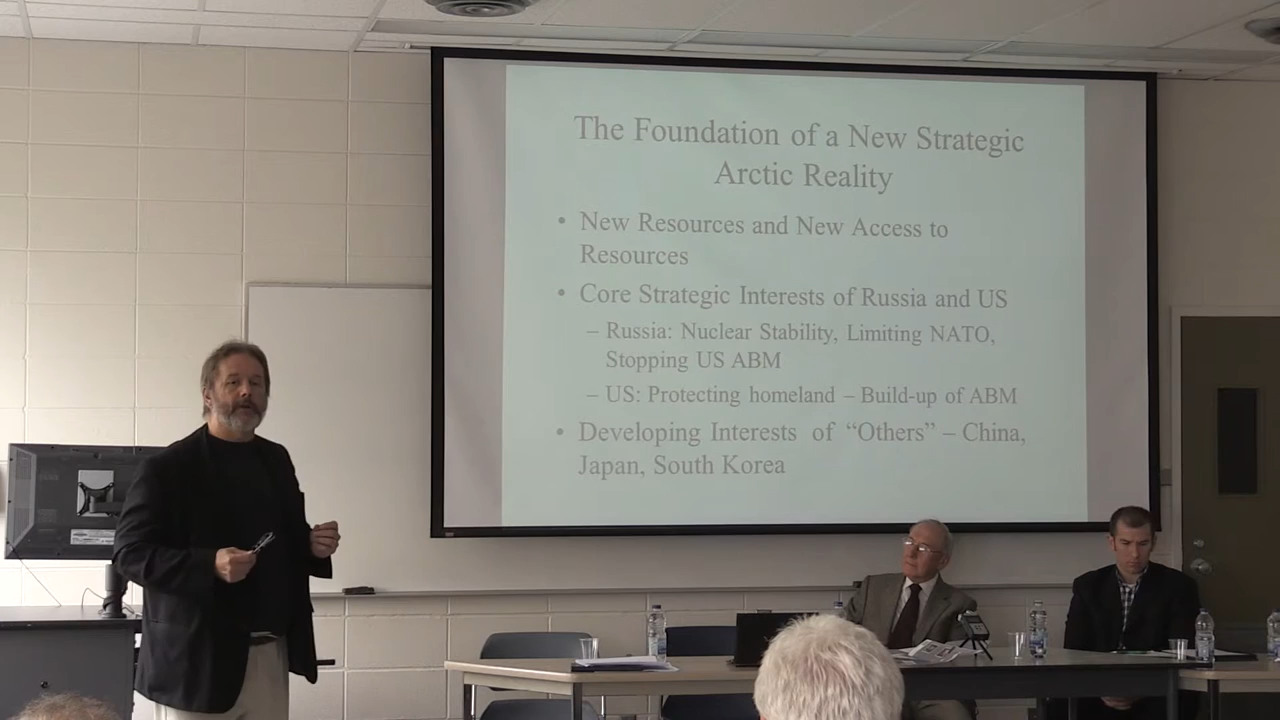 The Foundation of a New Strategic
Arctic Reality
• New Resources and New Access to
Resources
• Core Strategic Interests of Russia and US
– Russia: Nuclear Stability, Limiting NATO,
Stopping US ABM
– US: Protecting homeland – Build-up of ABM
• Developing Interests of “Others” – China,
Japan, South Korea